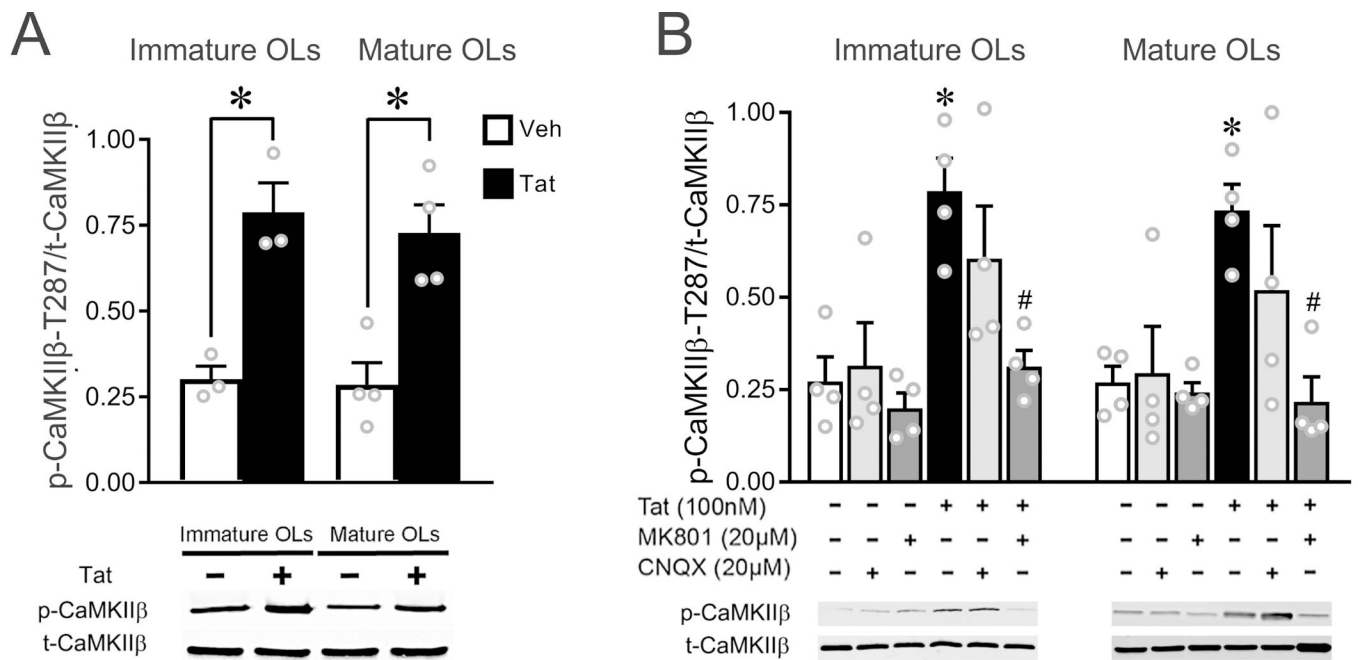 A
Immature OLs
Mature OLs
*
*
Veh
Tat
p-CaMKIIβ-T287/t-CaMKIIβ
1.00
0.75
0.50
0.25
0.00
Immature OLs
Mature OLs
Tat
− + − +
p-CaMKIIβ
t-CaMKIIβ
B
Immature OLs
Mature OLs
*
#
*
#
p-CaMKIIβ-T287/t-CaMKIIβ
1.00
0.75
0.50
0.25
0.00
Tat (100nM) − − − + + + − − − + + +
MK801 (20µM) − − + − − + − − + − − +
CNQX (20µM) − + − − + − − + − − + −
p-CaMKIIβ
t-CaMKIIβ